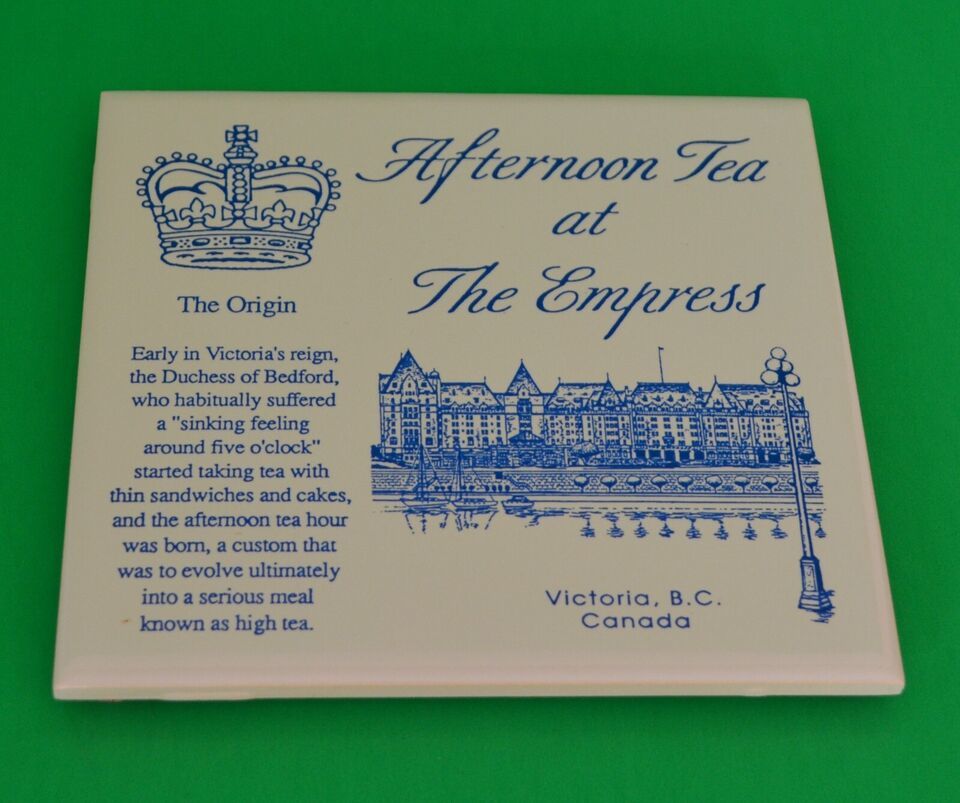 Afternoon Tea
at
The Empress
The Origin
Early in Victoria's reign,
the Duchess of Bedford,
who habitually suffered
a "sinking feeling
around five o'clock"
started taking tea with
thin sandwiches and cakes,
and the afternoon tea hour
was born, a custom that
was to evolve ultimately
into a serious meal
known as high tea.
Victoria, B.C.
Canada